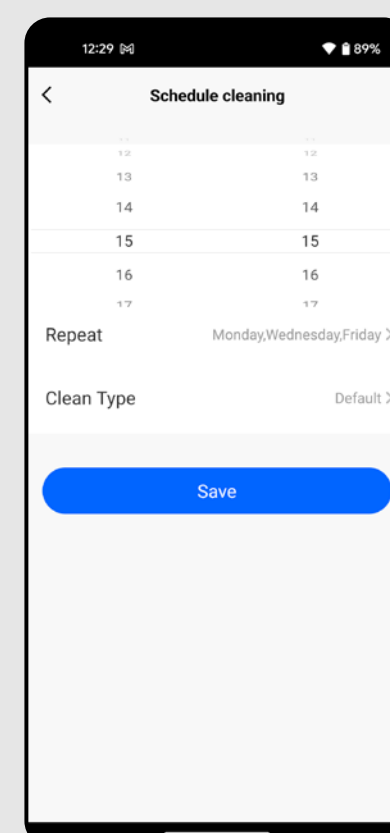 12:29 89%
Schedule cleaning
12 12
13 13
14 14
15 15
16 16
17 17
Repeat Monday,Wednesday,Friday
Clean Type Default
Save